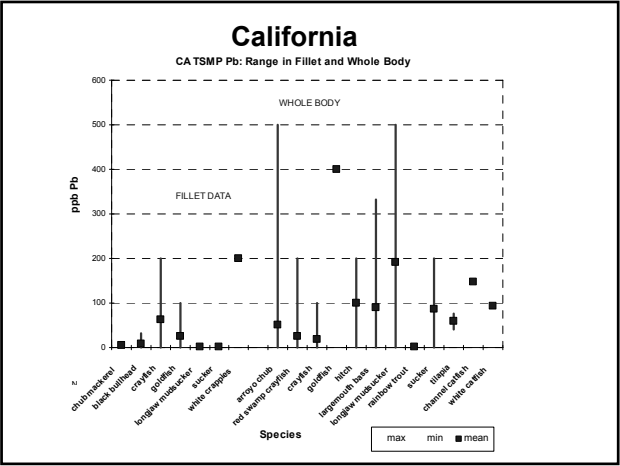 California
CA TSMP Pb: Range in Fillet and Whole Body
600
500
400
300
200
100
0
ppb Pb
WHOLE BODY
FILLET DATA
chub mackerel
black bullhead
crayfish
goldfish
longjaw mudsucker
sucker
white crappies
arroyo chub
red swamp crayfish
crayfish
goldfish
hitch
largemouth bass
longjaw mudsucker
rainbow trout
sucker
tilapia
channel catfish
white catfish
Species
max min mean